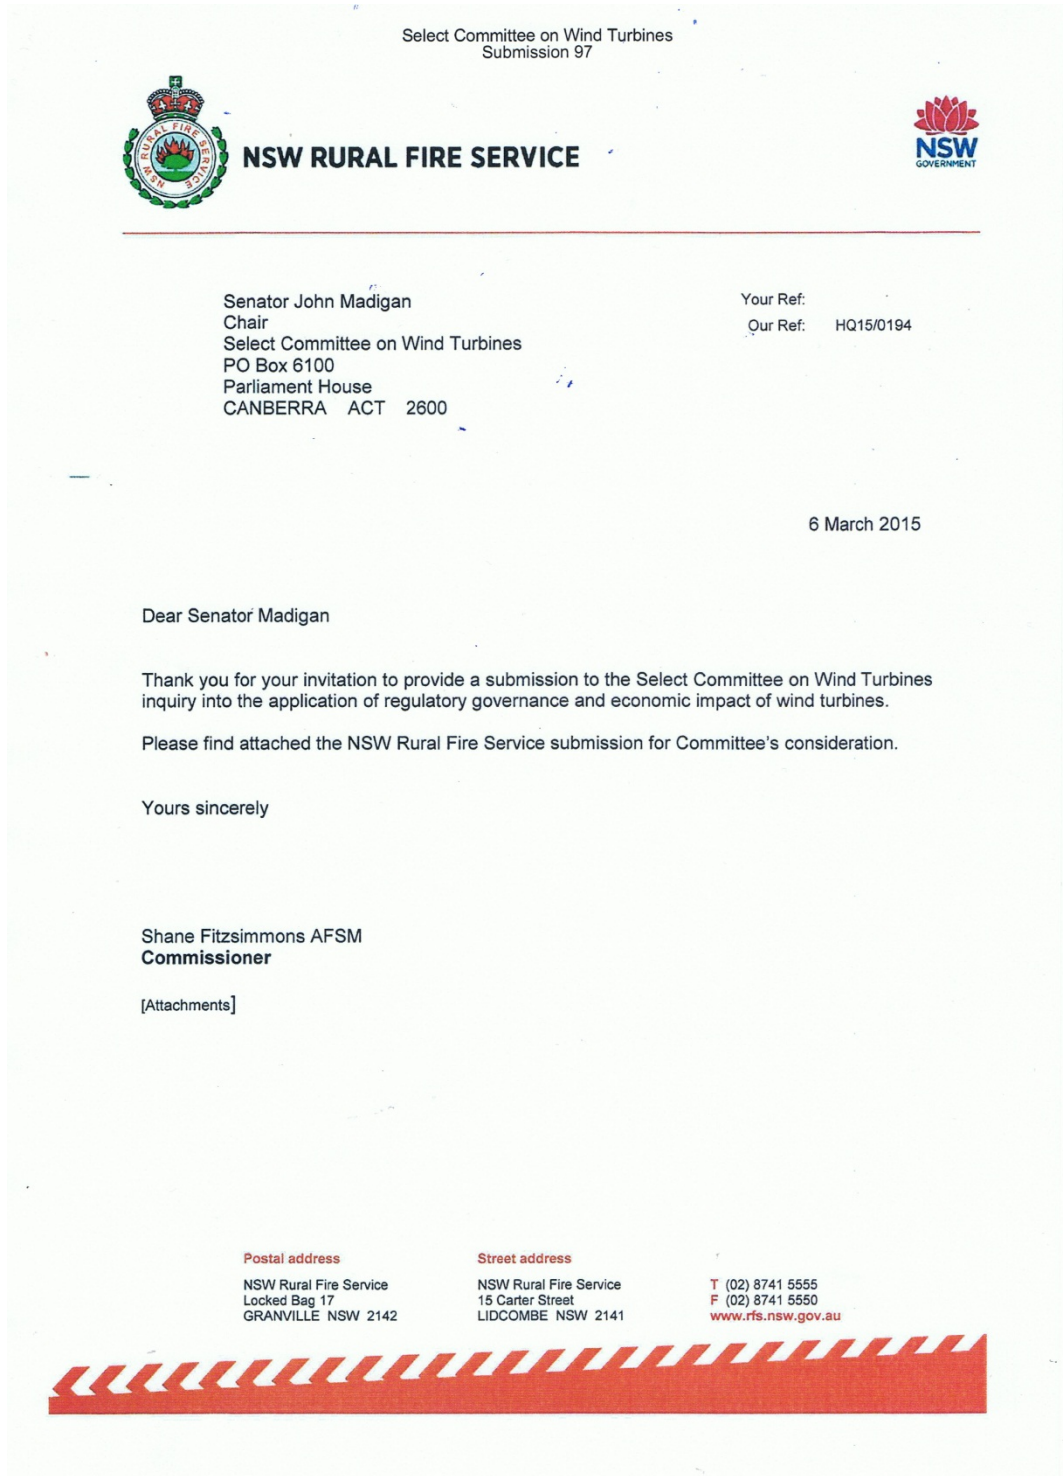 Select Committee on Wind Turbines
Submission 97
NSW RURAL FIRE SERVICE
NSW RURAL FIRE SERVICE
NSW
GOVERNMENT
Senator John Madigan
Chair
Select Committee on Wind Turbines
PO Box 6100
Parliament House
CANBERRA ACT 2600
Your Ref:
Our Ref: HQ15/0194
6 March 2015
Dear Senator Madigan
Thank you for your invitation to provide a submission to the Select Committee on Wind Turbines
inquiry into the application of regulatory governance and economic impact of wind turbines.
Please find attached the NSW Rural Fire Service submission for Committee's consideration.
Yours sincerely
Shane Fitzsimmons AFSM
Commissioner
[Attachments]
Postal address
NSW Rural Fire Service
Locked Bag 17
GRANVILLE NSW 2142
Street address
NSW Rural Fire Service
15 Carter Street
LIDCOMBE NSW 2141
T (02) 8741 5555
F (02) 8741 5550
www.rfs.nsw.gov.au